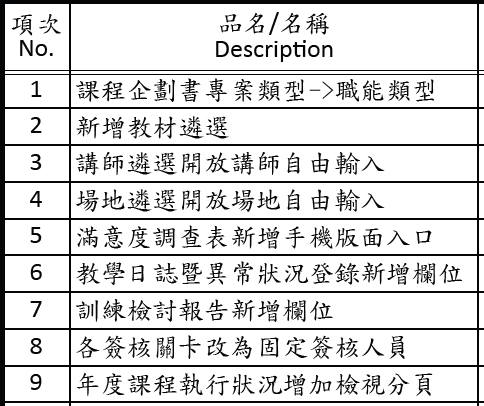 項次 品名/名稱
No. Description
1 課程企劃書專案類型->職能類型
2 新增教材遴選
3 講師遴選開放講師自由輸入
4 場地遴選開放場地自由輸入
5 滿意度調查表新增手機版面入口
6 教學日誌暨異常狀況登錄新增欄位
7 訓練檢討報告新增欄位
8 各簽核關卡改為固定簽核人員
9 年度課程執行狀況增加檢視分頁